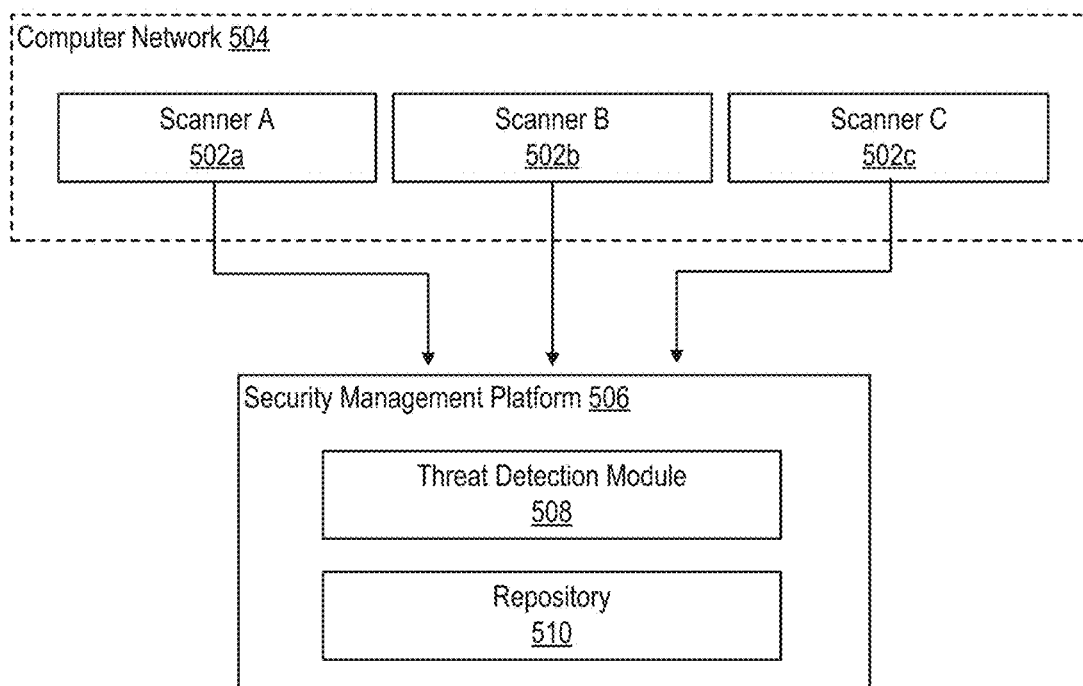 Computer Network 504
Scanner A
502a
Scanner B
502b
Scanner C
502c
Security Management Platform 506
Threat Detection Module
508
Repository
510